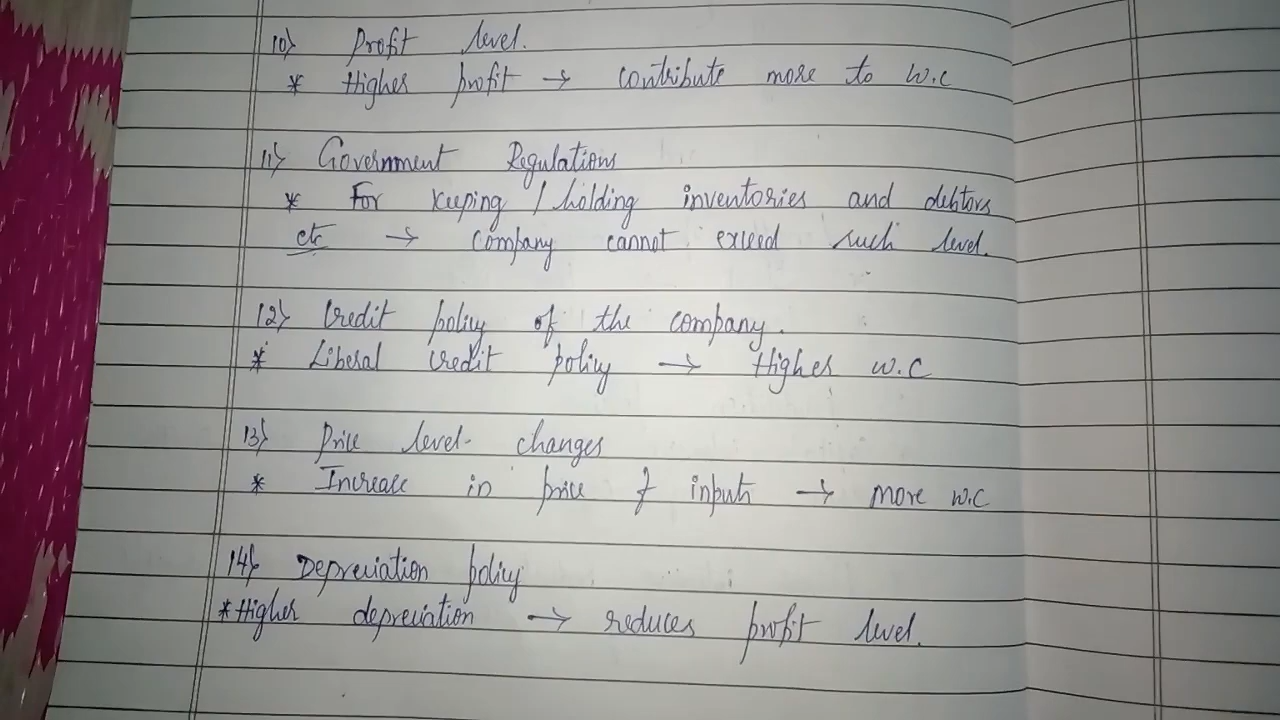 10) Profit level.
* Higher profit → contribute more to W.C
11) Government Regulations
* For keeping / holding inventories and debtors
etc → Company cannot exceed such level.
12) Credit policy of the company.
* Liberal credit policy → Higher W.C
13) Price level changes
* Increase in price of inputs → more W.C
14) Depreciation policy
* Higher depreciation → reduces profit level.